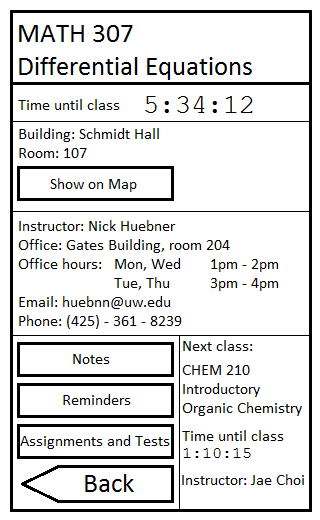 MATH 307
Differential Equations
Time until class 5:34:12
Building: Schmidt Hall
Room: 107
Show on Map
Instructor: Nick Huebner
Office: Gates Building, room 204
Office hours: Mon, Wed 1pm - 2pm
Tue, Thu 3pm - 4pm
Email: huebnn@uw.edu
Phone: (425) - 361 - 8239
Notes
Reminders
Assignments and Tests
Back
Next class:
CHEM 210
Introductory
Organic Chemistry
Time until class
1:10:15
Instructor: Jae Choi